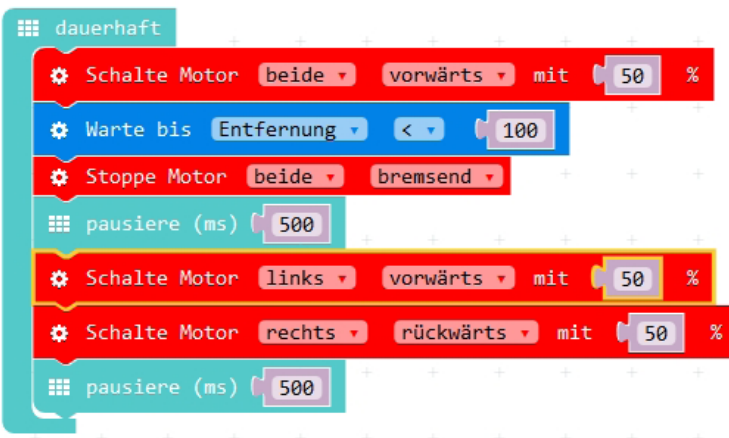 dauerhaft
Schalte Motor beide vorwärts mit 50 %
Warte bis Entfernung < 100
Stoppe Motor beide bremsend
pausiere (ms) 500
Schalte Motor links vorwärts mit 50 %
Schalte Motor rechts rückwärts mit 50 %
pausiere (ms) 500